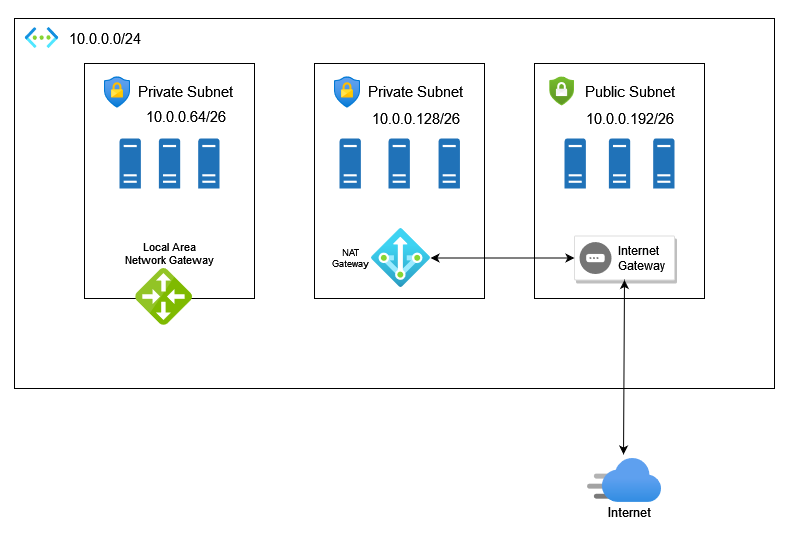 10.0.0.0/24
Private Subnet
10.0.0.64/26
Local Area
Network Gateway
Private Subnet
10.0.0.128/26
NAT
Gateway
Public Subnet
10.0.0.192/26
Internet
Gateway
Internet